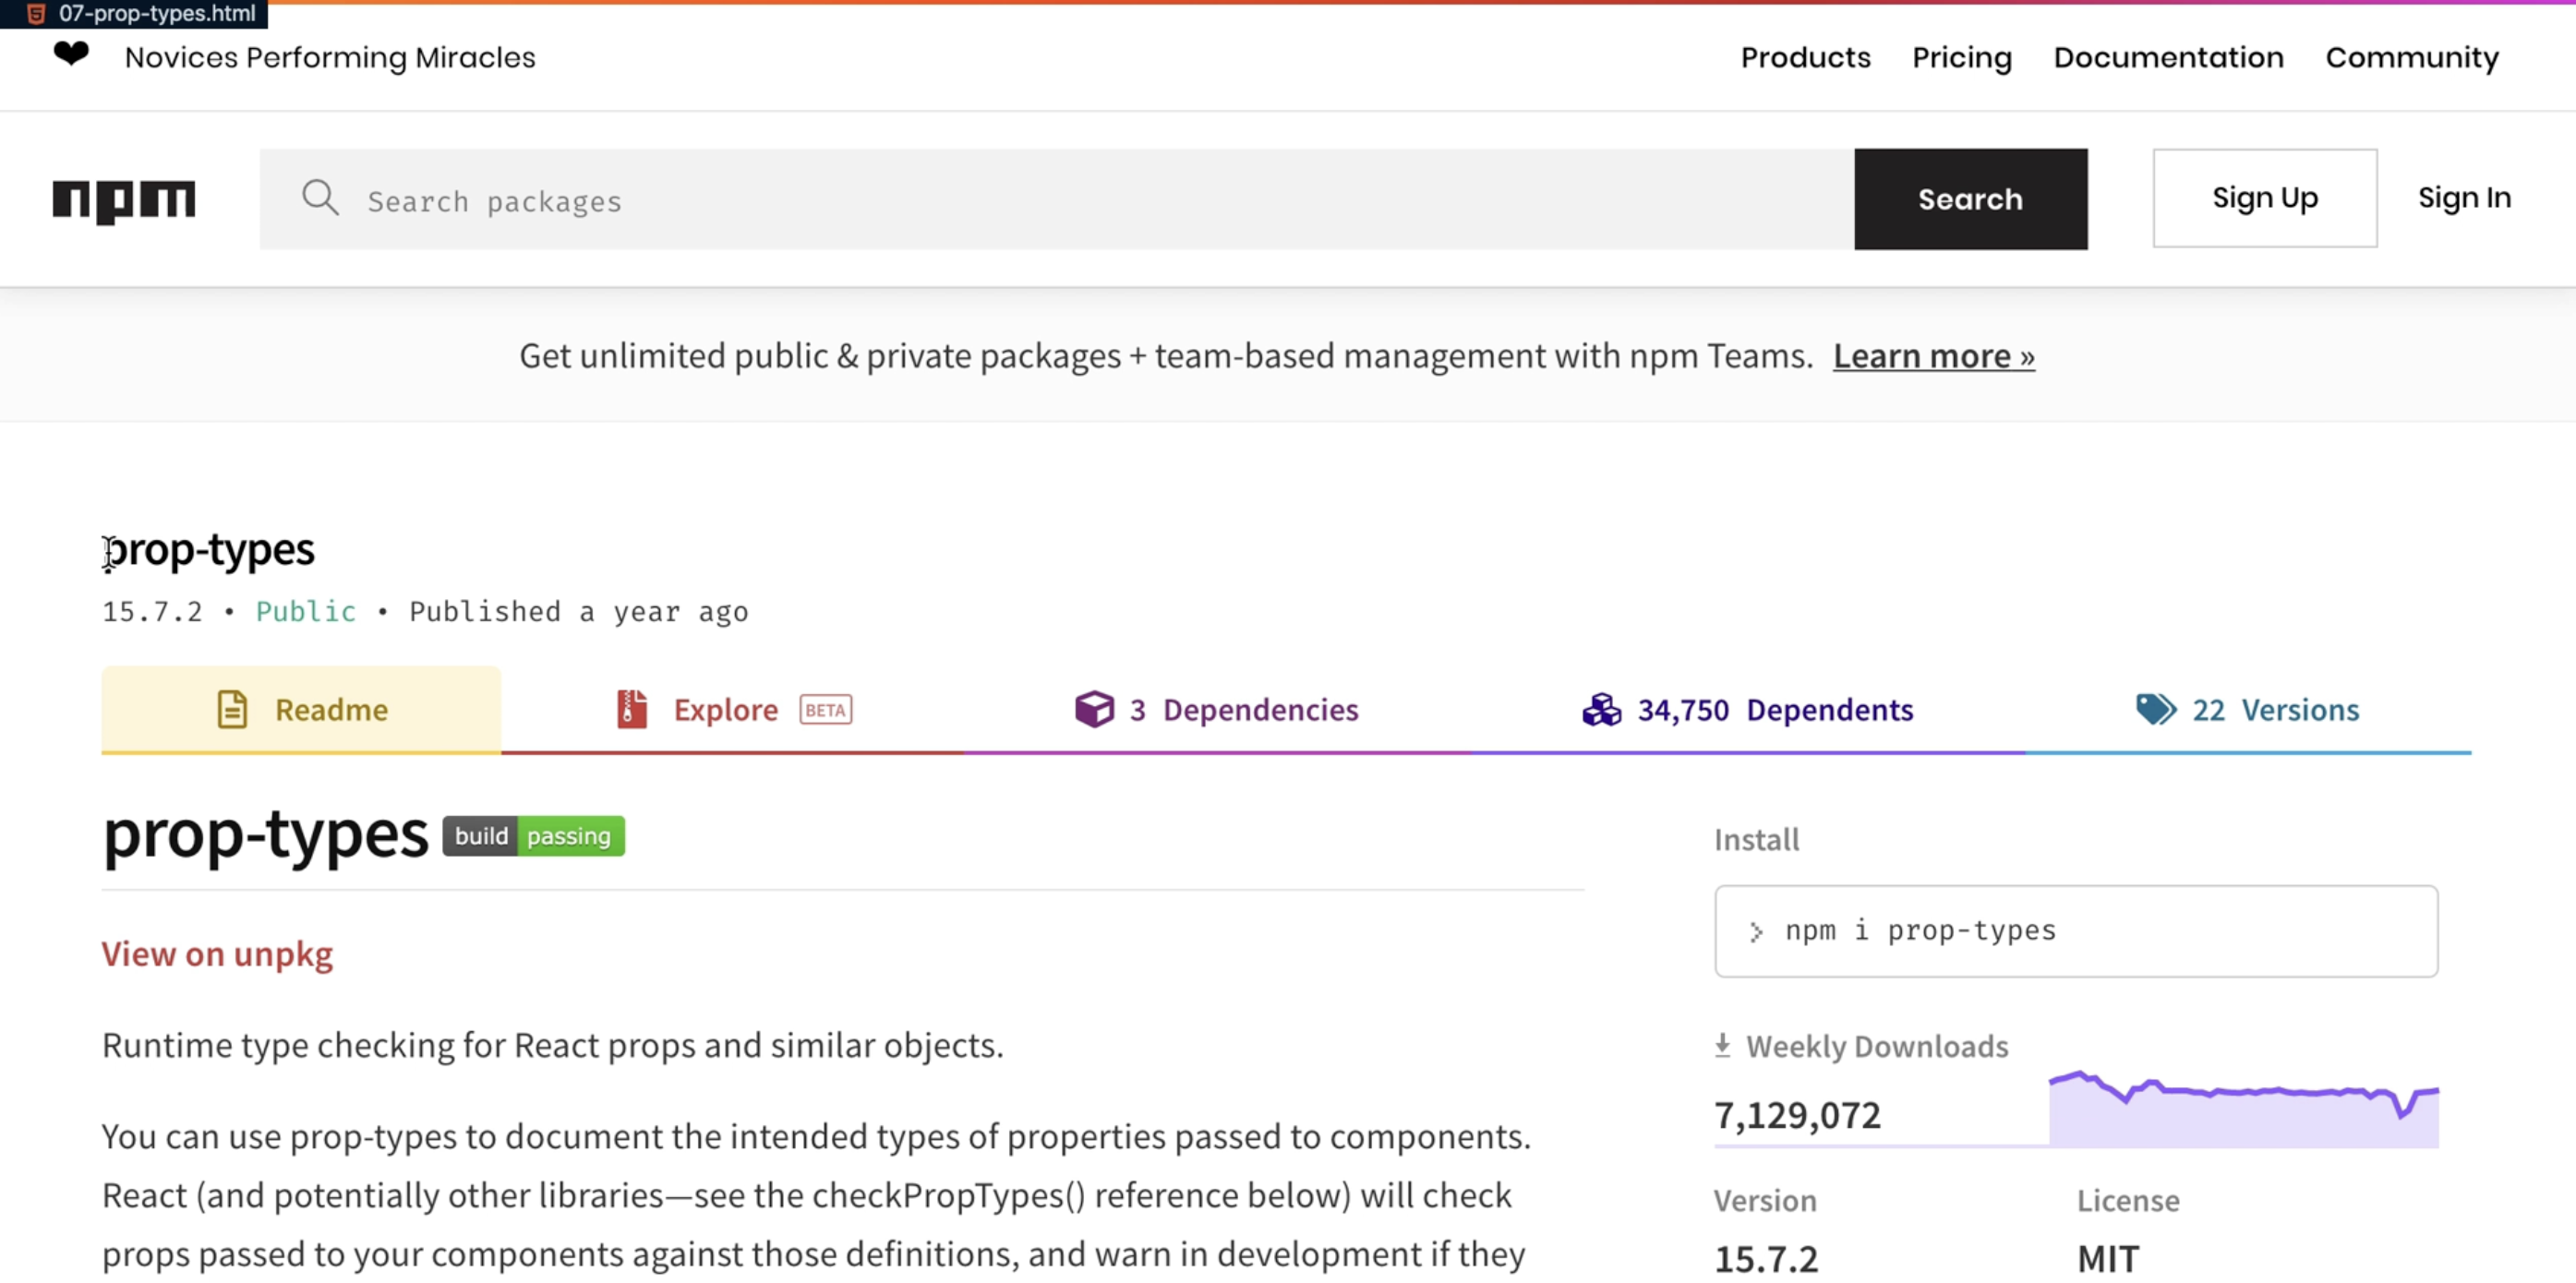 07-prop-types.html
❤ Novices Performing Miracles
Products Pricing Documentation Community
npm Search packages Search Sign Up Sign In
Get unlimited public & private packages + team-based management with npm Teams. Learn more »
prop-types
15.7.2 • Public • Published a year ago
Readme Explore BETA 3 Dependencies 34,750 Dependents 22 Versions
prop-types build passing
View on unpkg
Runtime type checking for React props and similar objects.
You can use prop-types to document the intended types of properties passed to components.
React (and potentially other libraries—see the checkPropTypes() reference below) will check
props passed to your components against those definitions, and warn in development if they
Install
npm i prop-types
Weekly Downloads
7,129,072
Version License
15.7.2 MIT